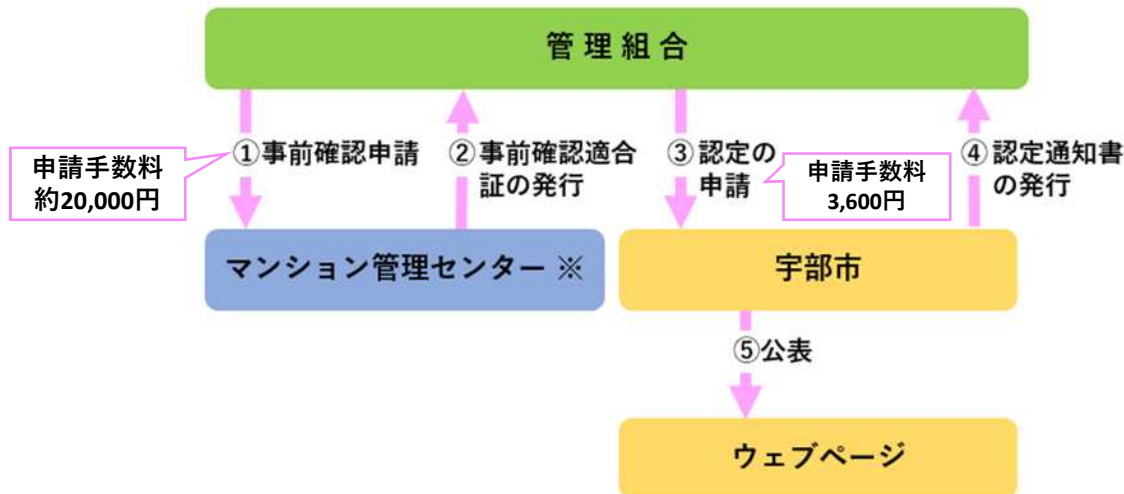 管理組合
①事前確認申請
申請手数料
約20,000円
②事前確認適合
証の発行
③認定の
申請
申請手数料
3,600円
④認定通知書
の発行
マンション管理センター ※
宇部市
⑤公表
ウェブページ